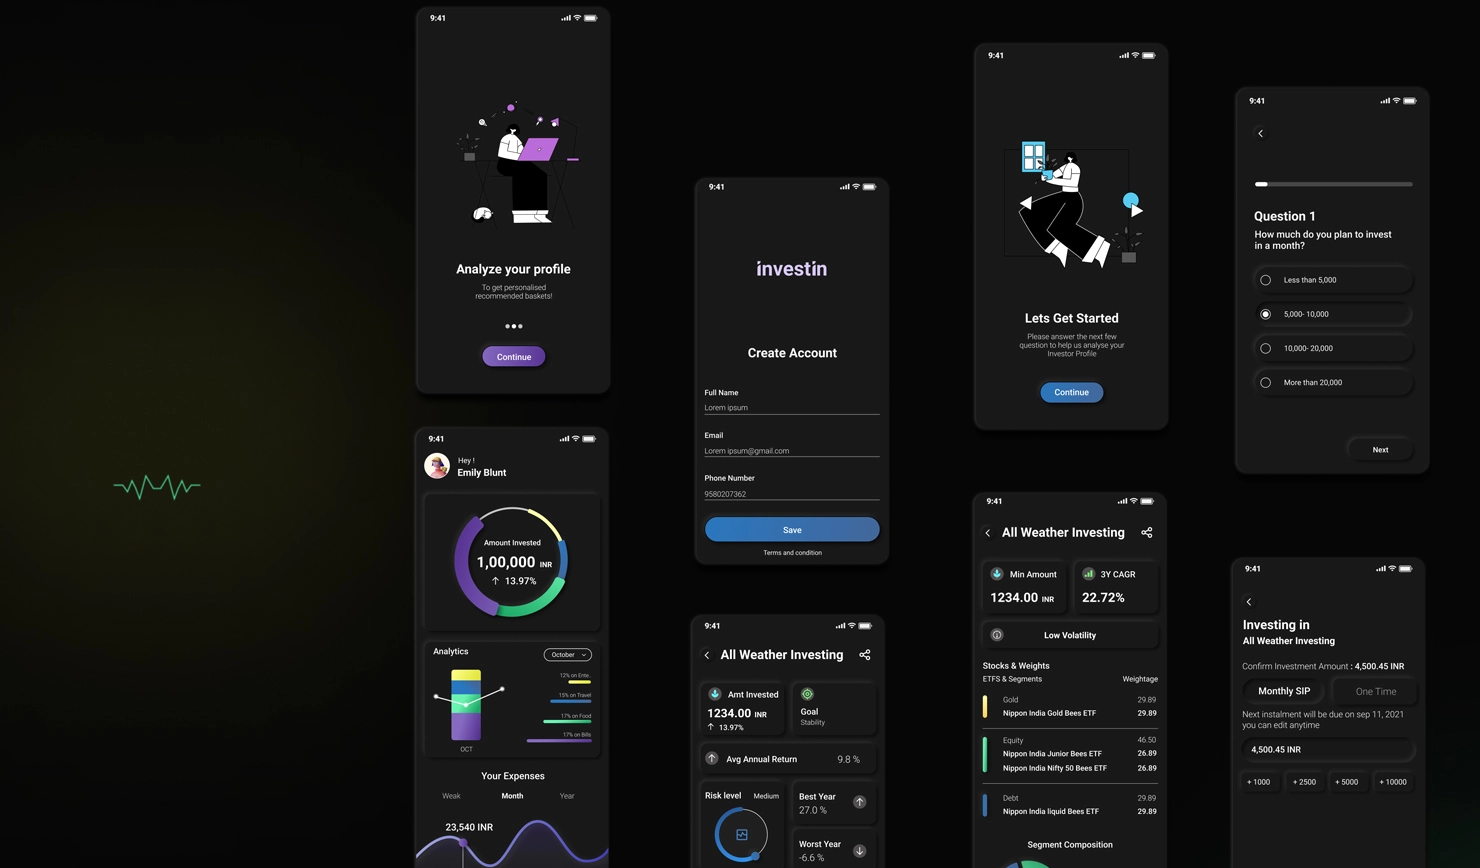 9:41
Analyze your profile
To get personalised
recommended baskets!
Continue
9:41
Hey !
Emily Blunt
Amount Invested
1,00,000 INR
↑ 13.97%
Analytics
October
12% on Ente..
15% on Travel
17% on Food
17% on Bills
OCT
Your Expenses
Weak Month Year
23,540 INR
9:41
investin
Create Account
Full Name
Lorem ipsum
Email
Lorem ipsum@gmail.com
Phone Number
9580207362
Save
Terms and condition
9:41
All Weather Investing
Amt Invested
1234.00 INR
↑ 13.97%
Goal
Stability
Avg Annual Return 9.8 %
Risk level Medium
Best Year
27.0 %
Worst Year
-6.6 %
9:41
Lets Get Started
Please answer the next few
question to help us analyse your
Investor Profile
Continue
9:41
All Weather Investing
Min Amount
1234.00 INR
3Y CAGR
22.72%
Low Volatility
Stocks & Weights
ETFS & Segments Weightage
Gold 29.89
Nippon India Gold Bees ETF 29.89
Equity 46.50
Nippon India Junior Bees ETF 26.89
Nippon India Nifty 50 Bees ETF 26.89
Debt 29.89
Nippon India liquid Bees ETF 29.89
Segment Composition
9:41
Question 1
How much do you plan to invest
in a month?
Less than 5,000
5,000- 10,000
10,000- 20,000
More than 20,000
Next
9:41
Investing in
All Weather Investing
Confirm Investment Amount : 4,500.45 INR
Monthly SIP One Time
Next instalment will be due on sep 11, 2021
you can edit anytime
4,500.45 INR
+ 1000 + 2500 + 5000 + 10000